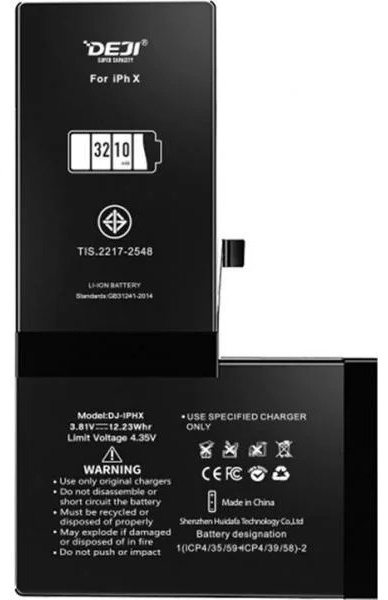 DEJI®
SUPER CAPACITY
For iPh X
3210
mAh
TIS.2217-2548
LI-ION BATTERY
Standards:GB31241-2014
Model:DJ-IPHX
3.81V⎓12.23Whr
Limit Voltage 4.35V
WARNING
• Use only original chargers
• Do not disassemble or
short circuit the battery
• Must be recycled or
disposed of properly
• May explode if damaged
or disposed of in fire
• Do not push or impact
• USE SPECIFIED CHARGER
ONLY
CE FC
Made in China
Shenzhen Huidafa Technology Co;Ltd
Battery designation
1(ICP4/35/59+ICP4/39/58)-2